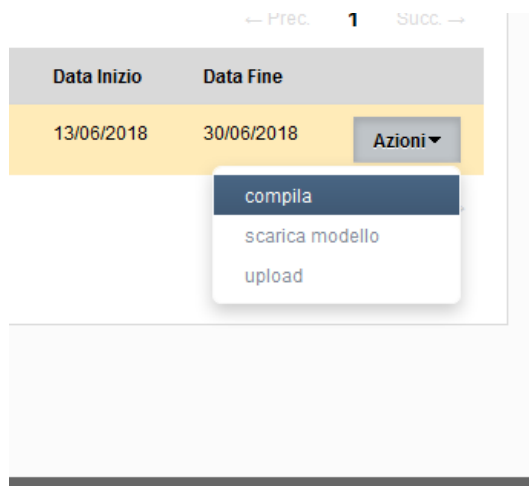 ← Prec. 1 Succ. →
Data Inizio Data Fine
13/06/2018 30/06/2018 Azioni
compila
scarica modello
upload